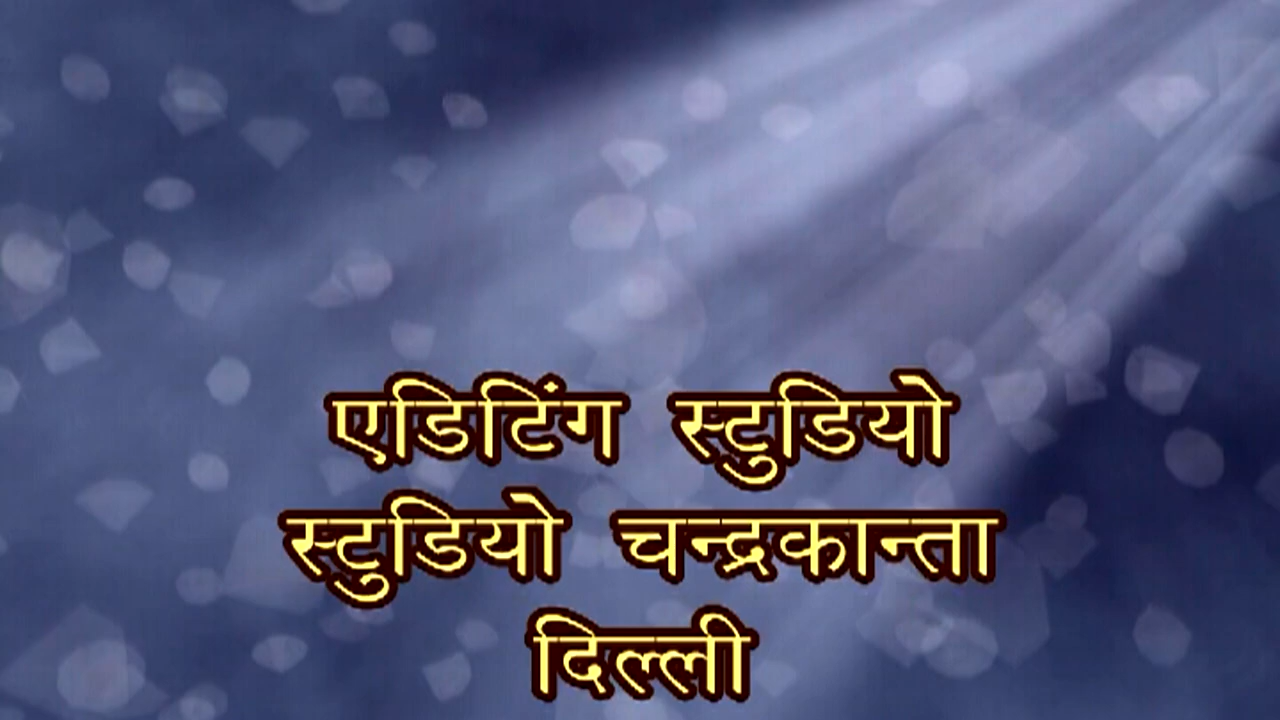 एडिटिंग स्टुडियो
स्टुडियो चन्द्रकान्ता
दिल्ली